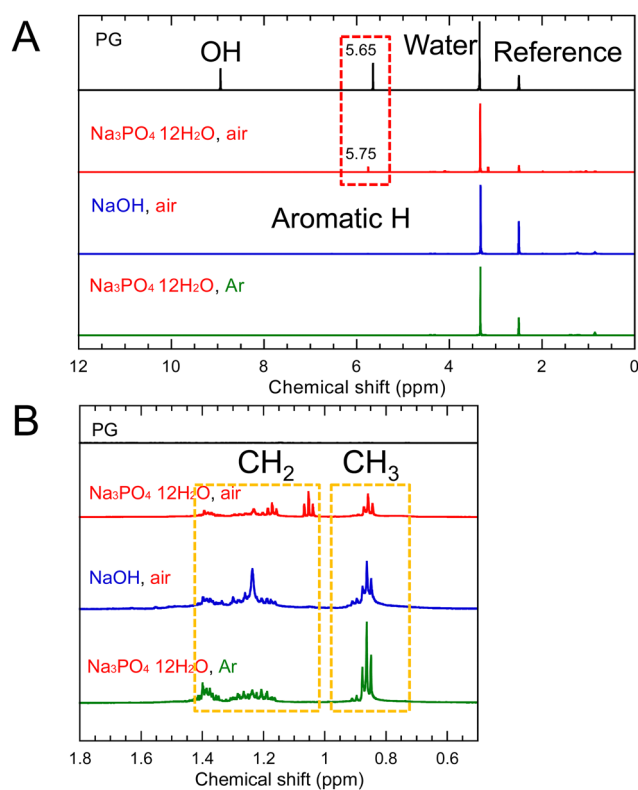 A
PG
OH
5.65
Water
Reference
Na₃PO₄ 12H₂O, air
5.75
NaOH, air
Aromatic H
Na₃PO₄ 12H₂O, Ar
12 10 8 6 4 2 0
Chemical shift (ppm)
B
PG
CH₂
CH₃
Na₃PO₄ 12H₂O, air
NaOH, air
Na₃PO₄ 12H₂O, Ar
1.8 1.6 1.4 1.2 1 0.8 0.6
Chemical shift (ppm)